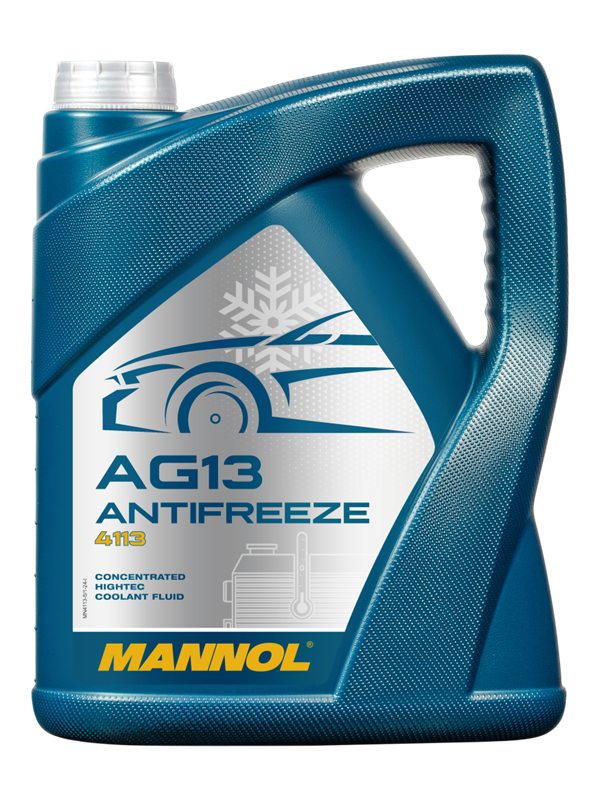 AG13
ANTIFREEZE
4113
CONCENTRATED
HIGHTEC
COOLANT FLUID
MANNOL®